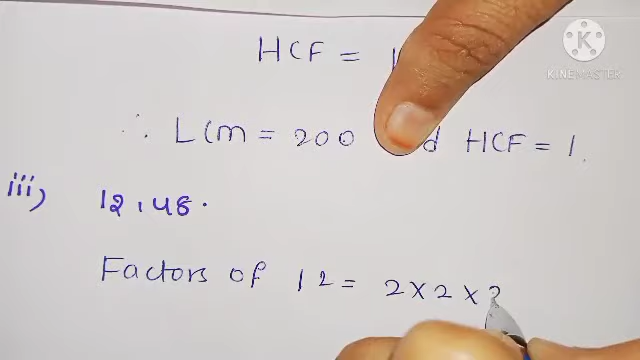 HCF =
∴ LCM = 200 HCF = 1.
iii) 12, 48.
Factors of 12 = 2 × 2 ×
KINEMASTER